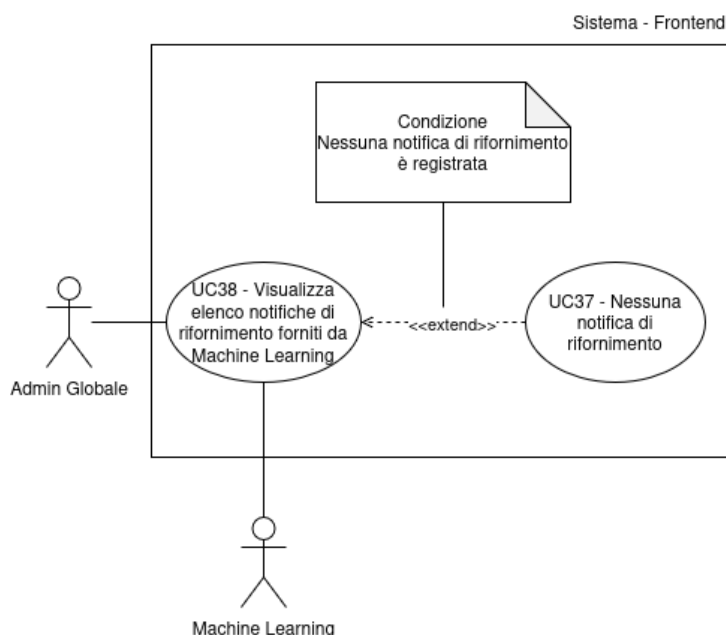 Sistema - Frontend
Condizione
Nessuna notifica di rifornimento
è registrata
UC38 - Visualizza
elenco notifiche di
rifornimento forniti da
Machine Learning
<<extend>>
UC37 - Nessuna
notifica di
rifornimento
Admin Globale
Machine Learning